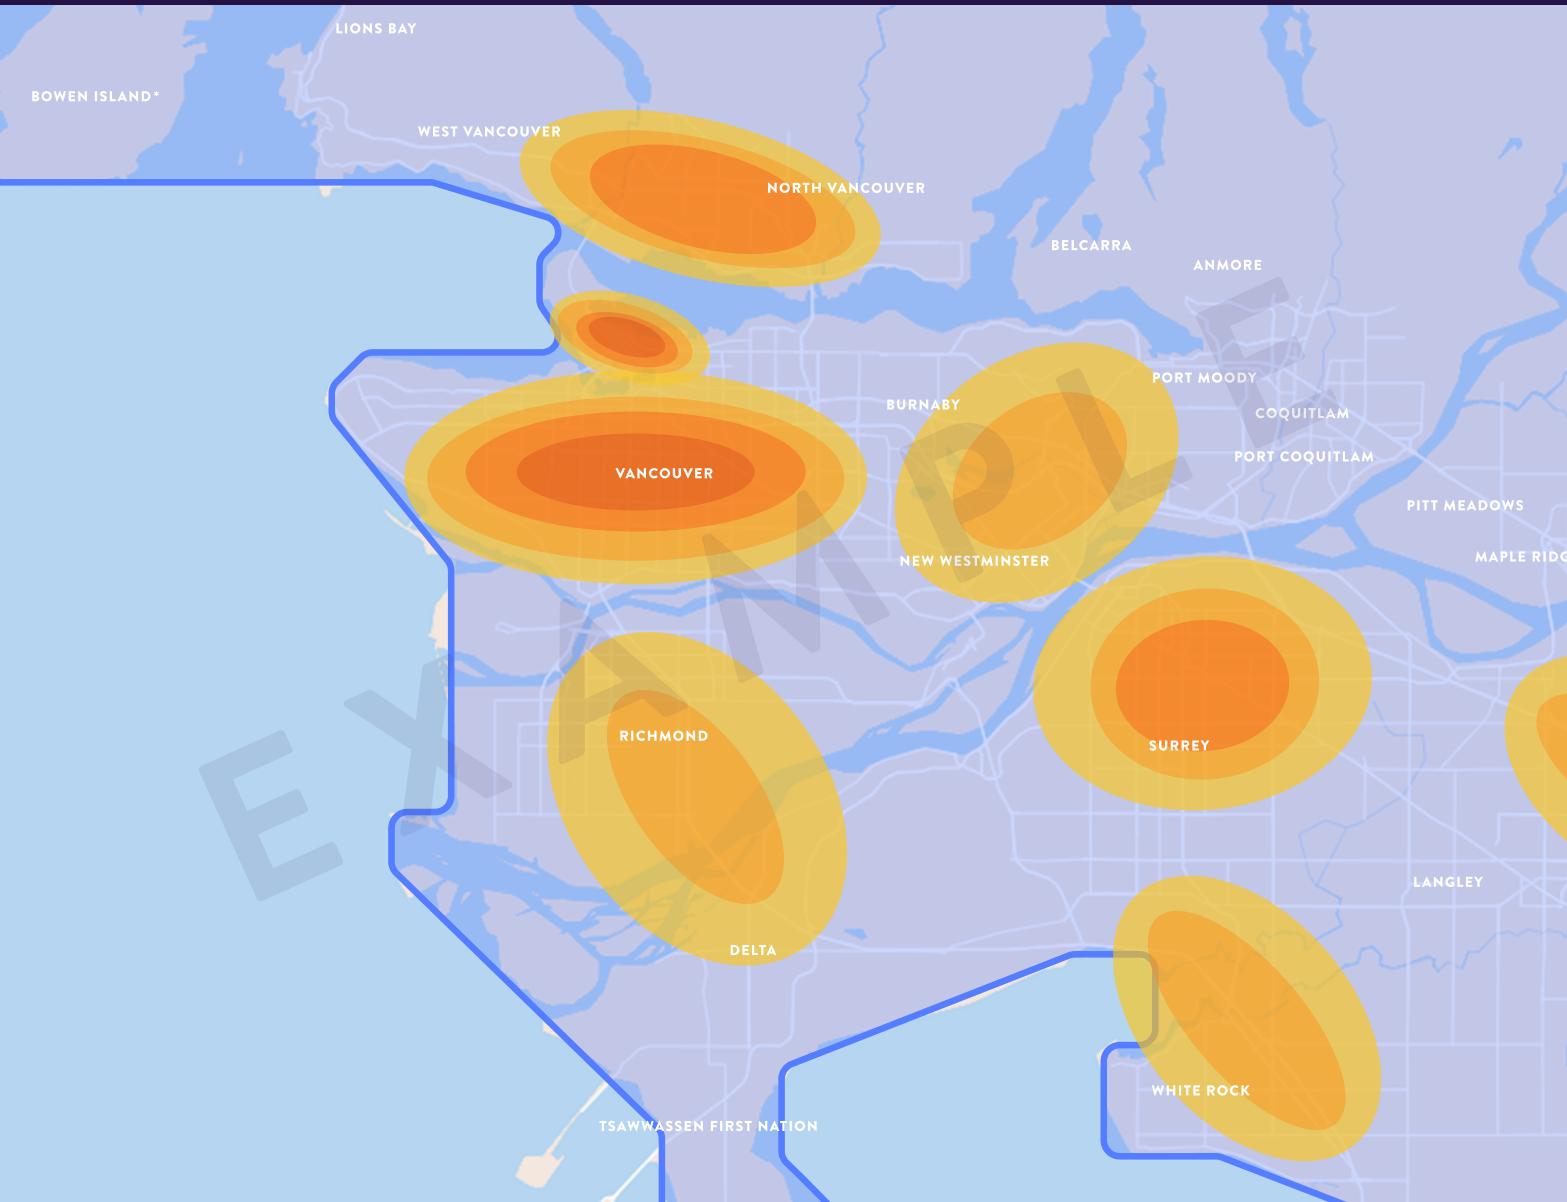 LIONS BAY
BOWEN ISLAND*
WEST VANCOUVER
NORTH VANCOUVER
BELCARRA
ANMORE
PORT MOODY
BURNABY
COQUITLAM
PORT COQUITLAM
VANCOUVER
PITT MEADOWS
MAPLE RIDG
NEW WESTMINSTER
RICHMOND
SURREY
LANGLEY
DELTA
WHITE ROCK
TSAWWASSEN FIRST NATION
EXAMPLE